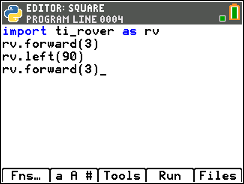 EDITOR: SQUARE
PROGRAM LINE 0004
import ti_rover as rv
rv.forward(3)
rv.left(90)
rv.forward(3)_
Fns… a A # Tools Run Files